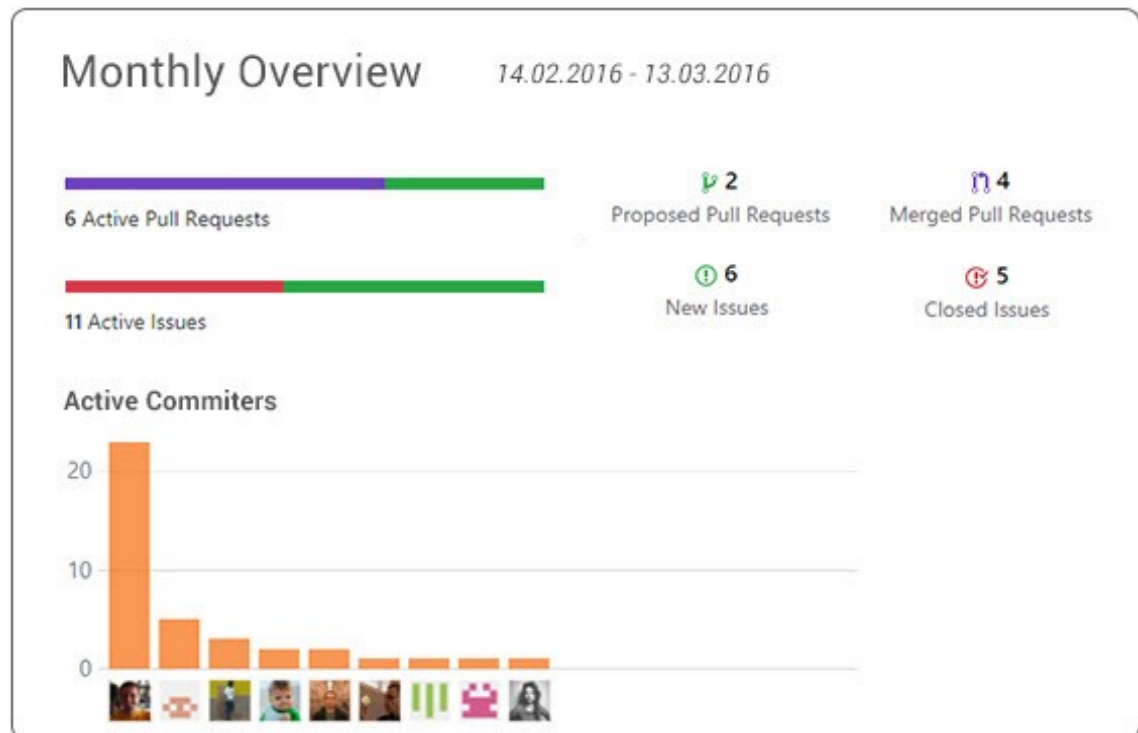 Monthly Overview 14.02.2016 - 13.03.2016
6 Active Pull Requests
2
Proposed Pull Requests
4
Merged Pull Requests
11 Active Issues
6
New Issues
5
Closed Issues
Active Commiters
20
10
0